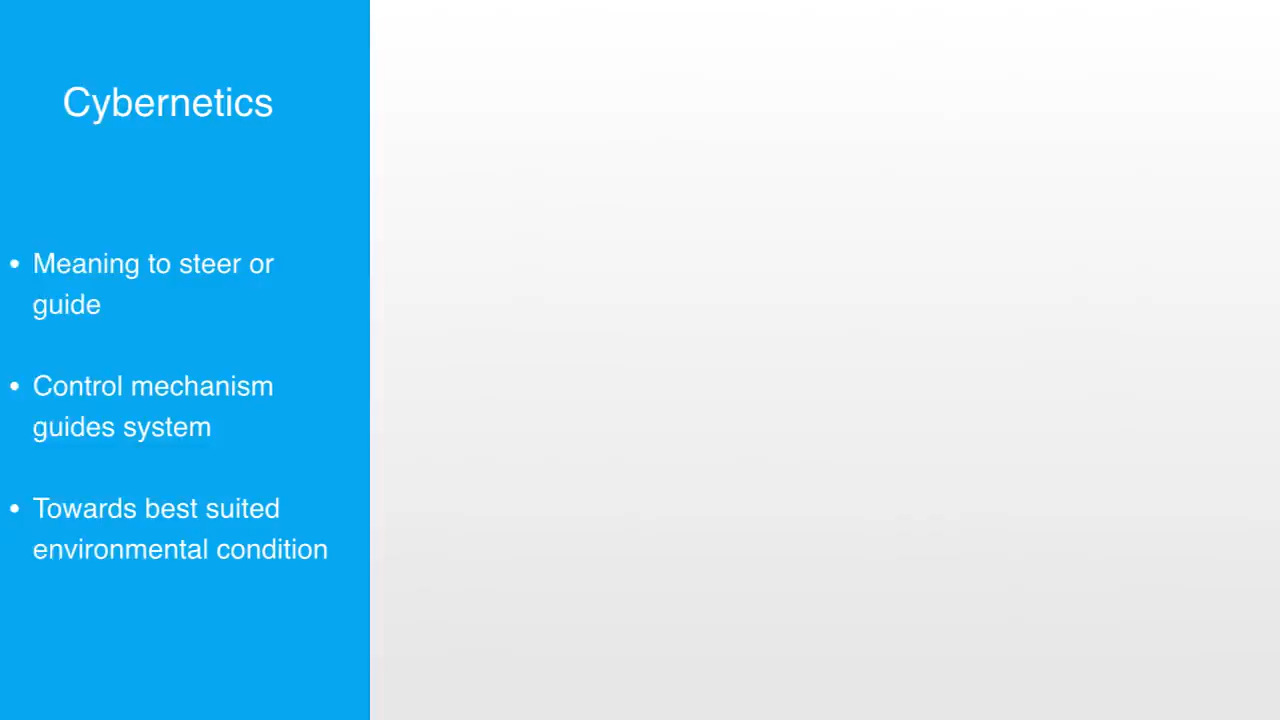 Cybernetics
• Meaning to steer or
guide
• Control mechanism
guides system
• Towards best suited
environmental condition